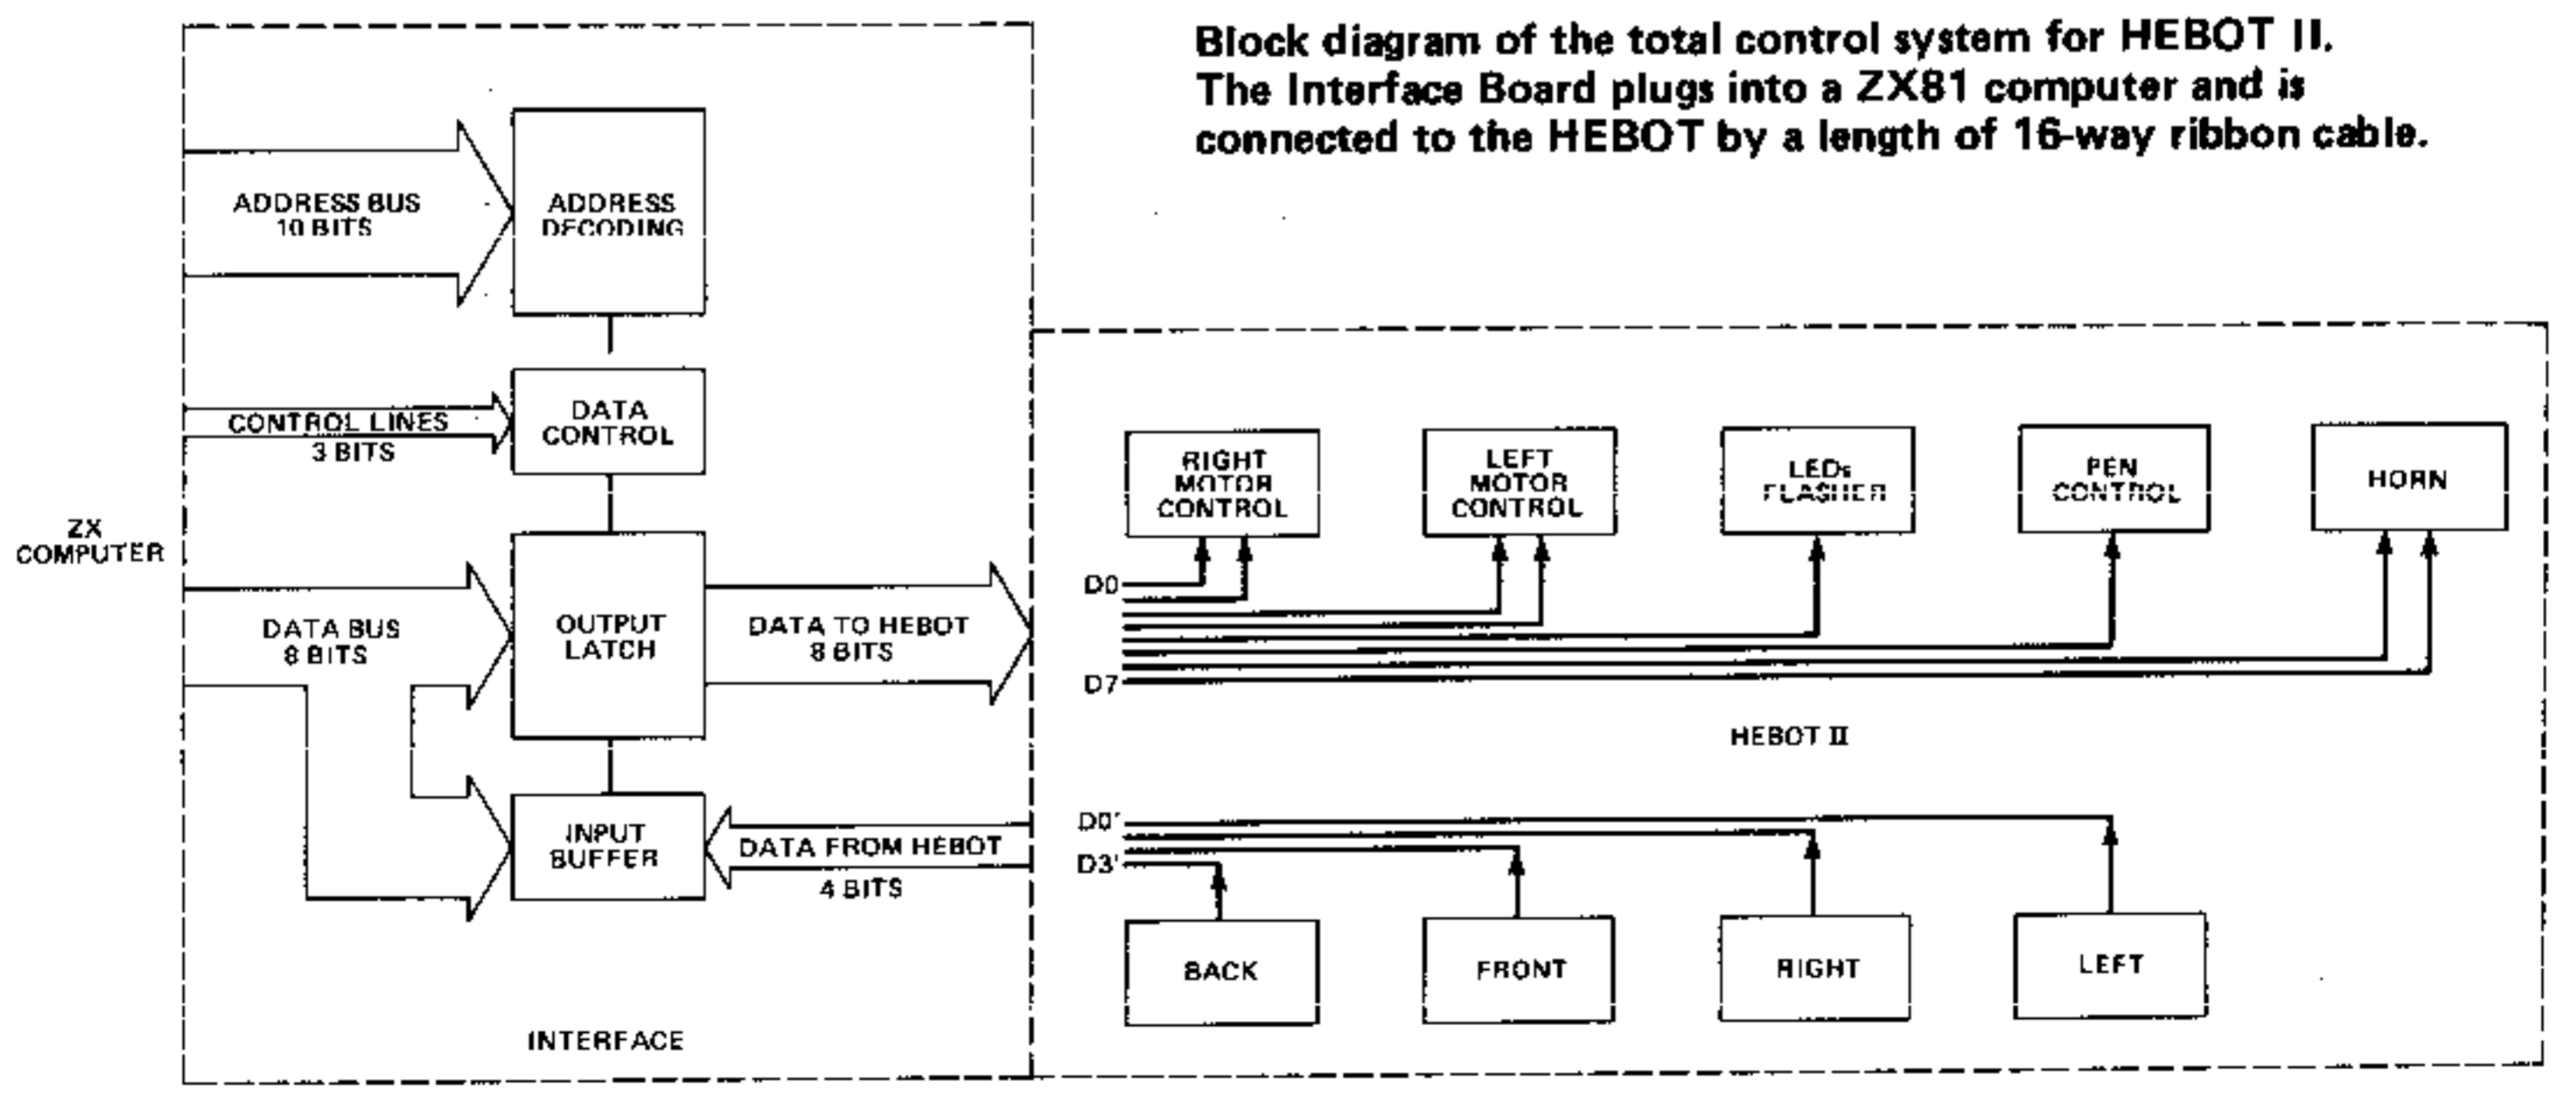 Block diagram of the total control system for HEBOT II.
The Interface Board plugs into a ZX81 computer and is
connected to the HEBOT by a length of 16-way ribbon cable.
ADDRESS BUS
10 BITS
ADDRESS
DECODING
CONTROL LINES
3 BITS
DATA
CONTROL
ZX
COMPUTER
DATA BUS
8 BITS
OUTPUT
LATCH
DATA TO HEBOT
8 BITS
INPUT
BUFFER
DATA FROM HEBOT
4 BITS
INTERFACE
RIGHT
MOTOR
CONTROL
LEFT
MOTOR
CONTROL
LEDs
FLASHER
PEN
CONTROL
HORN
D0
D7
HEBOT II
D0'
D3'
BACK
FRONT
RIGHT
LEFT